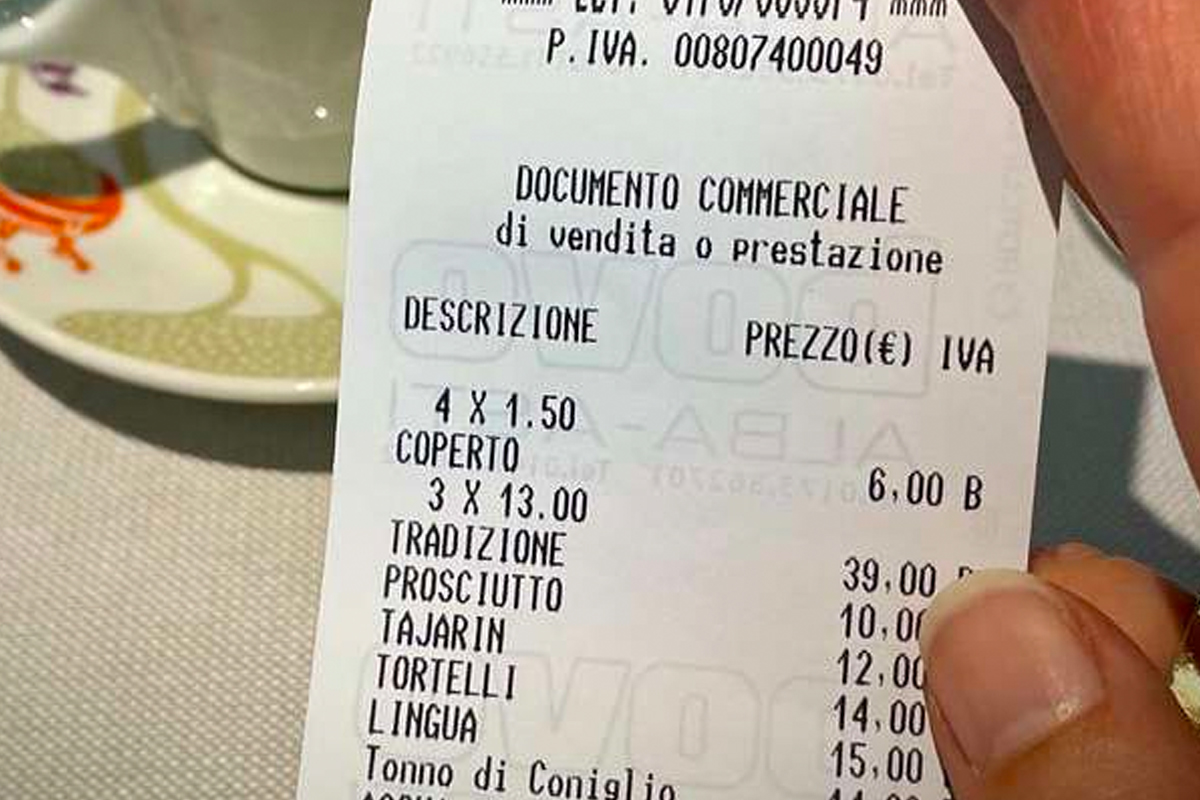 P.IVA. 00807400049
DOCUMENTO COMMERCIALE
di vendita o prestazione
DESCRIZIONE PREZZO(€) IVA
4 X 1.50
COPERTO 6,00 B
3 X 13.00
TRADIZIONE 39,00
PROSCIUTTO 10,00
TAJARIN 12,00
TORTELLI 14,00
LINGUA 15,00
Tonno di Coniglio